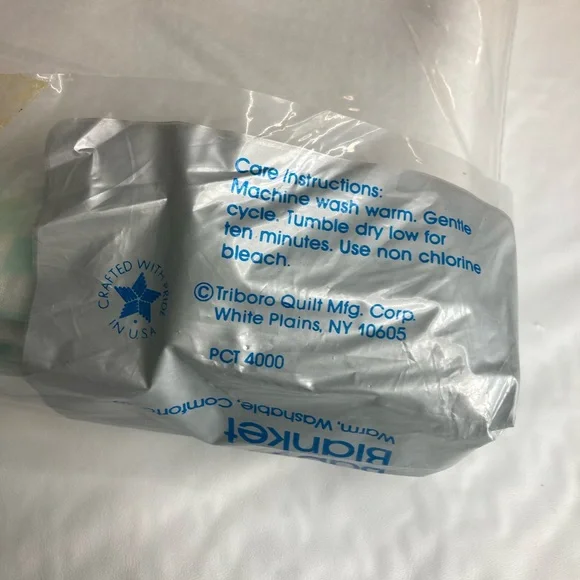 Care Instructions:
Machine wash warm. Gentle
cycle. Tumble dry low for
ten minutes. Use non chlorine
bleach.
CRAFTED WITH PRIDE
IN USA
© Triboro Quilt Mfg. Corp.
White Plains, NY 10605
PCT 4000
Blanket
Warm, Washable,